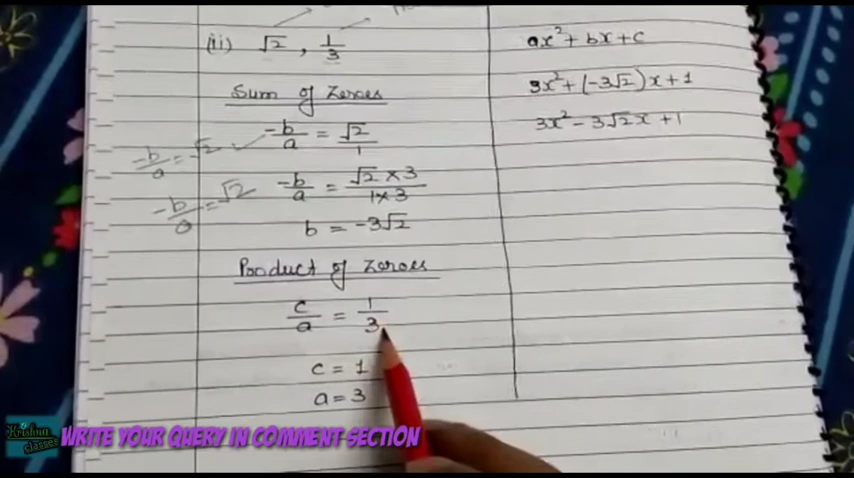 (ii) √2 , 1/3
Sum of Zeroes
-b/a = √2/1
-b/a = √2
-b/a = √2 × 3 / 1 × 3
-b/a = √2
b = -3√2
Product of Zeroes
c/a = 1/3
c = 1
a = 3
ax² + bx + c
3x² + (-3√2)x + 1
3x² - 3√2x + 1
Krishna
classes
WRITE YOUR QUERY IN COMMENT SECTION